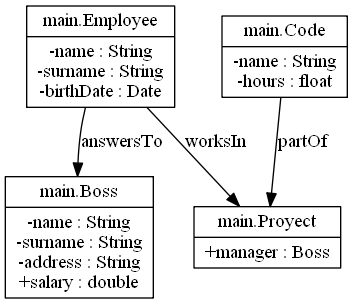 main.Employee
-name : String
-surname : String
-birthDate : Date
main.Code
-name : String
-hours : float
answersTo
worksIn
partOf
main.Boss
-name : String
-surname : String
-address : String
+salary : double
main.Proyect
+manager : Boss